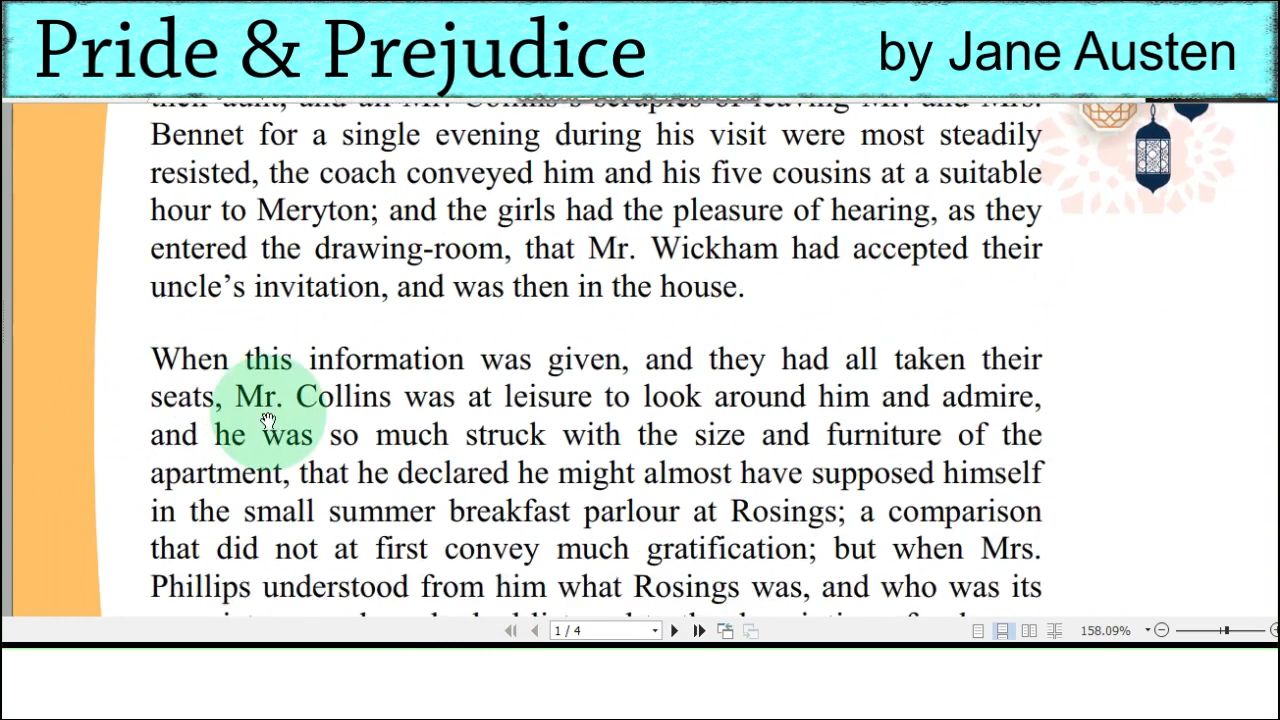 Pride & Prejudice
by Jane Austen
Bennet for a single evening during his visit were most steadily
resisted, the coach conveyed him and his five cousins at a suitable
hour to Meryton; and the girls had the pleasure of hearing, as they
entered the drawing-room, that Mr. Wickham had accepted their
uncle’s invitation, and was then in the house.
When this information was given, and they had all taken their
seats, Mr. Collins was at leisure to look around him and admire,
and he was so much struck with the size and furniture of the
apartment, that he declared he might almost have supposed himself
in the small summer breakfast parlour at Rosings; a comparison
that did not at first convey much gratification; but when Mrs.
Phillips understood from him what Rosings was, and who was its
1 / 4
158.09%